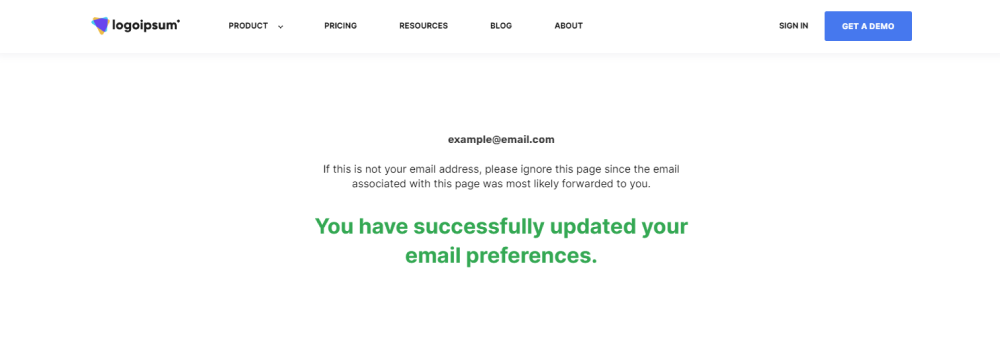 logoipsum
PRODUCT
PRICING
RESOURCES
BLOG
ABOUT
SIGN IN
GET A DEMO
example@email.com
If this is not your email address, please ignore this page since the email
associated with this page was most likely forwarded to you.
You have successfully updated your
email preferences.